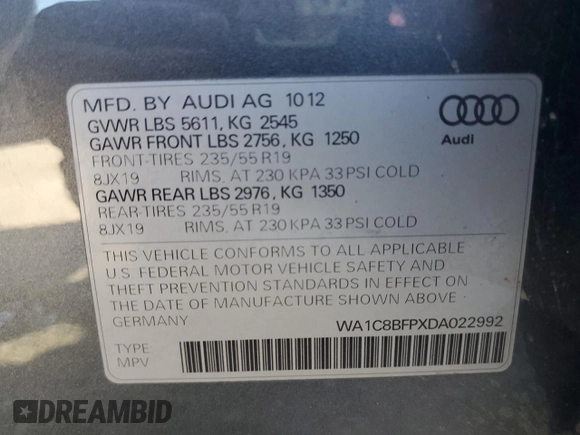 MFD. BY AUDI AG 10 12
GVWR LBS 5611, KG 2545
GAWR FRONT LBS 2756, KG 1250
FRONT-TIRES 235/55 R19
8JX19 RIMS, AT 230 KPA 33 PSI COLD
GAWR REAR LBS 2976, KG 1350
REAR-TIRES 235/55 R19
8JX19 RIMS, AT 230 KPA 33 PSI COLD
Audi
THIS VEHICLE CONFORMS TO ALL APPLICABLE
U.S. FEDERAL MOTOR VEHICLE SAFETY AND
THEFT PREVENTION STANDARDS IN EFFECT ON
THE DATE OF MANUFACTURE SHOWN ABOVE
GERMANY
WA1C8BFPXDA022992
TYPE
MPV
DREAMBID